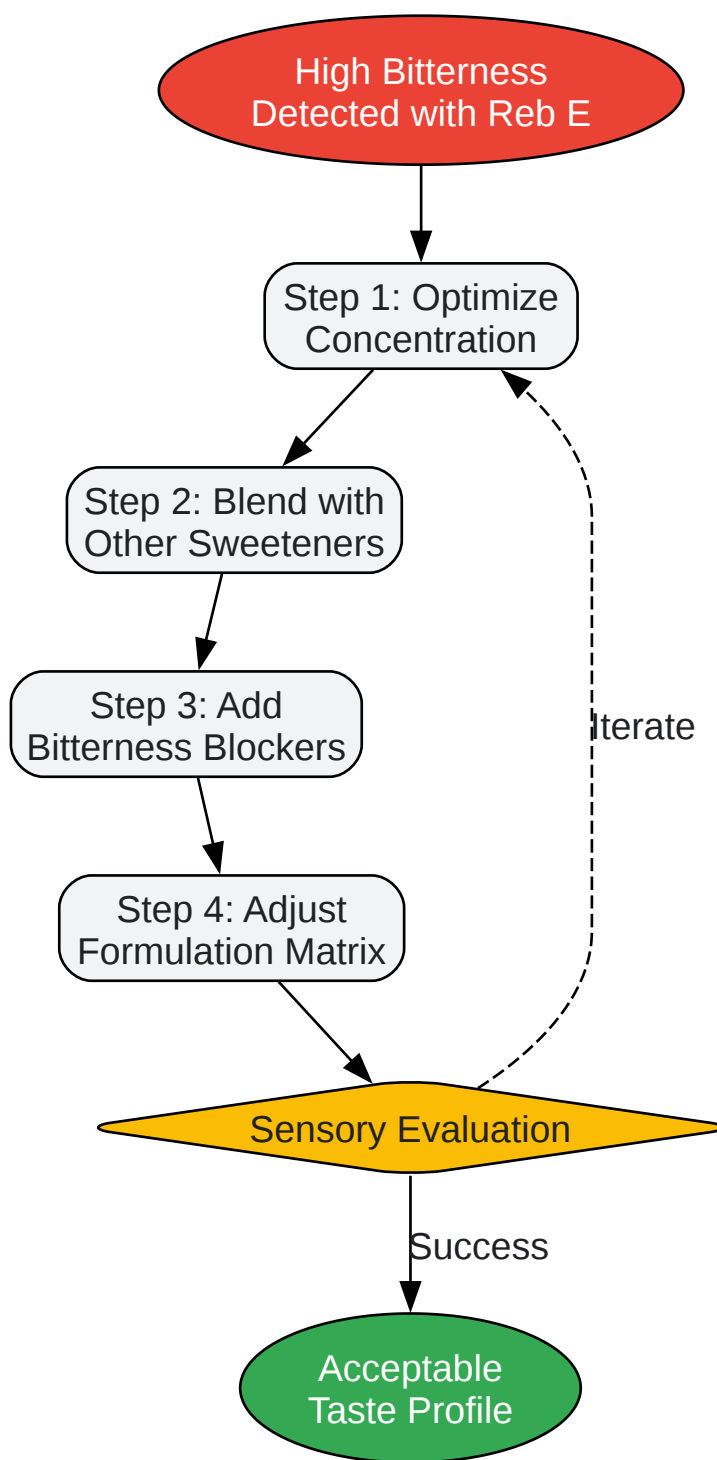 High Bitterness
Detected with Reb E
Step 1: Optimize
Concentration
Step 2: Blend with
Other Sweeteners
Step 3: Add
Bitterness Blockers
Iterate
Step 4: Adjust
Formulation Matrix
Sensory Evaluation
Success
Acceptable
Taste Profile